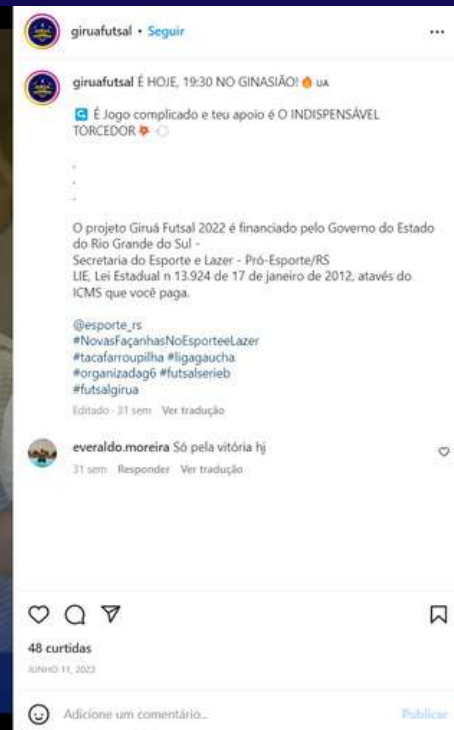 giruafutsal • Seguir
giruafutsal É HOJE, 19:30 NO GINASIÃO! UA
É Jogo complicado e teu apoio é O INDISPENSÁVEL
TORCEDOR
.
.
.
O projeto Giruá Futsal 2022 é financiado pelo Governo do Estado
do Rio Grande do Sul -
Secretaria do Esporte e Lazer - Pró-Esporte/RS
LIE, Lei Estadual n 13.924 de 17 de janeiro de 2012, atavés do
ICMS que você paga.
@esporte_rs
#NovasFaçanhasNoEsporteeLazer
#tacafarroupilha #ligagaucha
#organizadag6 #futsalserieb
#futsalgirua
Editado · 31 sem Ver tradução
everaldo.moreira Só pela vitória hj
31 sem Responder Ver tradução
48 curtidas
JUNHO 11, 2022
Adicione um comentário... Publicar